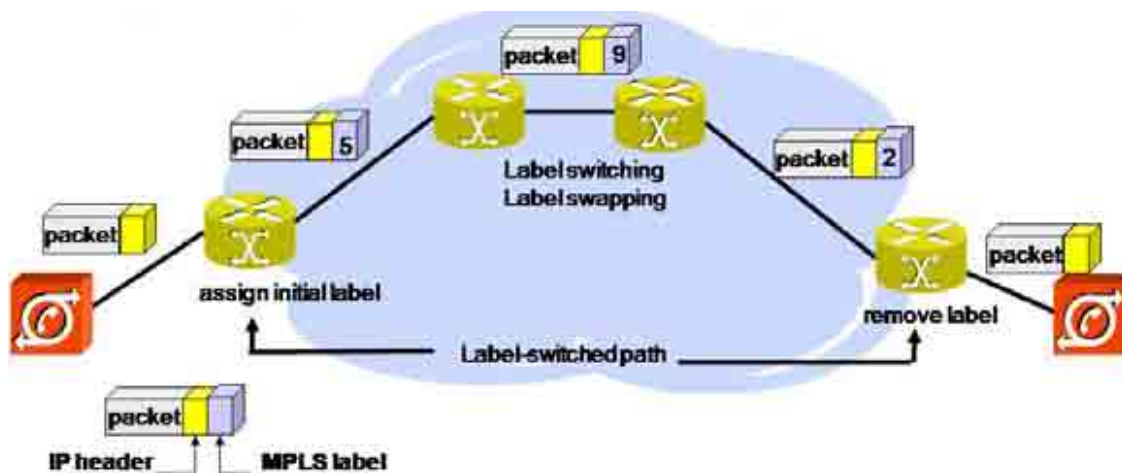 packet 9
packet 5
packet 2
Label switching
Label swapping
packet
packet
assign initial label
remove label
Label-switched path
packet
IP header
MPLS label